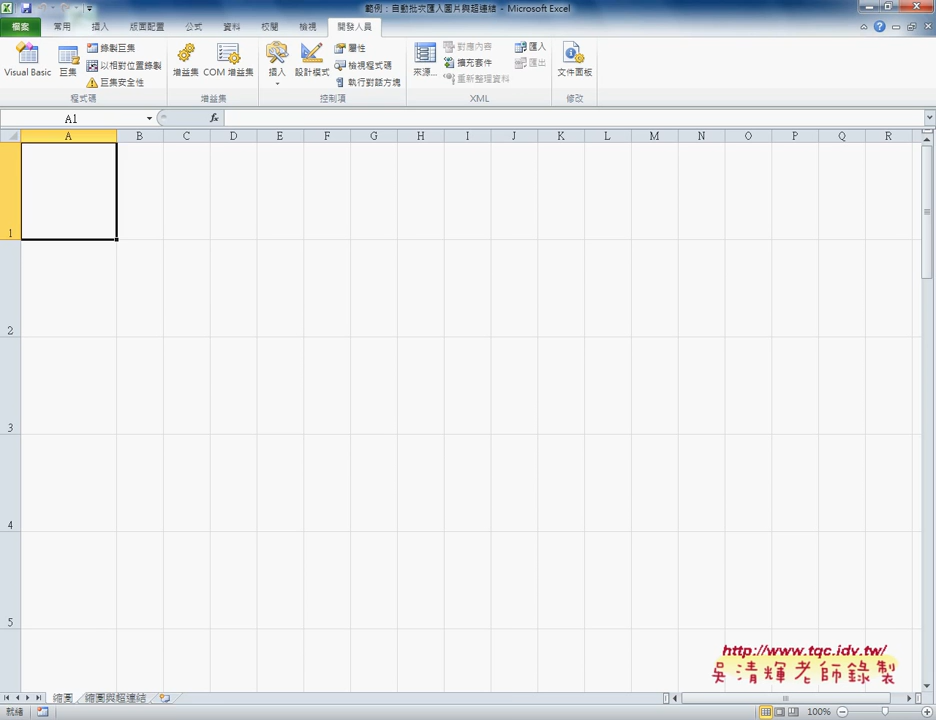 範例：自動批次匯入圖片與超連結 - Microsoft Excel
檔案 常用 插入 版面配置 公式 資料 校閱 檢視 開發人員
Visual Basic 巨集 錄製巨集 以相對位置錄製 巨集安全性
增益集 COM 增益集
插入 設計模式 屬性 檢視程式碼 執行對話方塊
來源... 對應內容 擴充套件 重新整理資料 匯入 匯出
文件面板
程式碼 增益集 控制項 XML 修改
A1 fx
A B C D E F G H I J K L M N O P Q R
1
2
3
4
5
http://www.tqc.idv.tw/
吳清輝老師錄製
縮圖 縮圖與超連結
就緒 100%